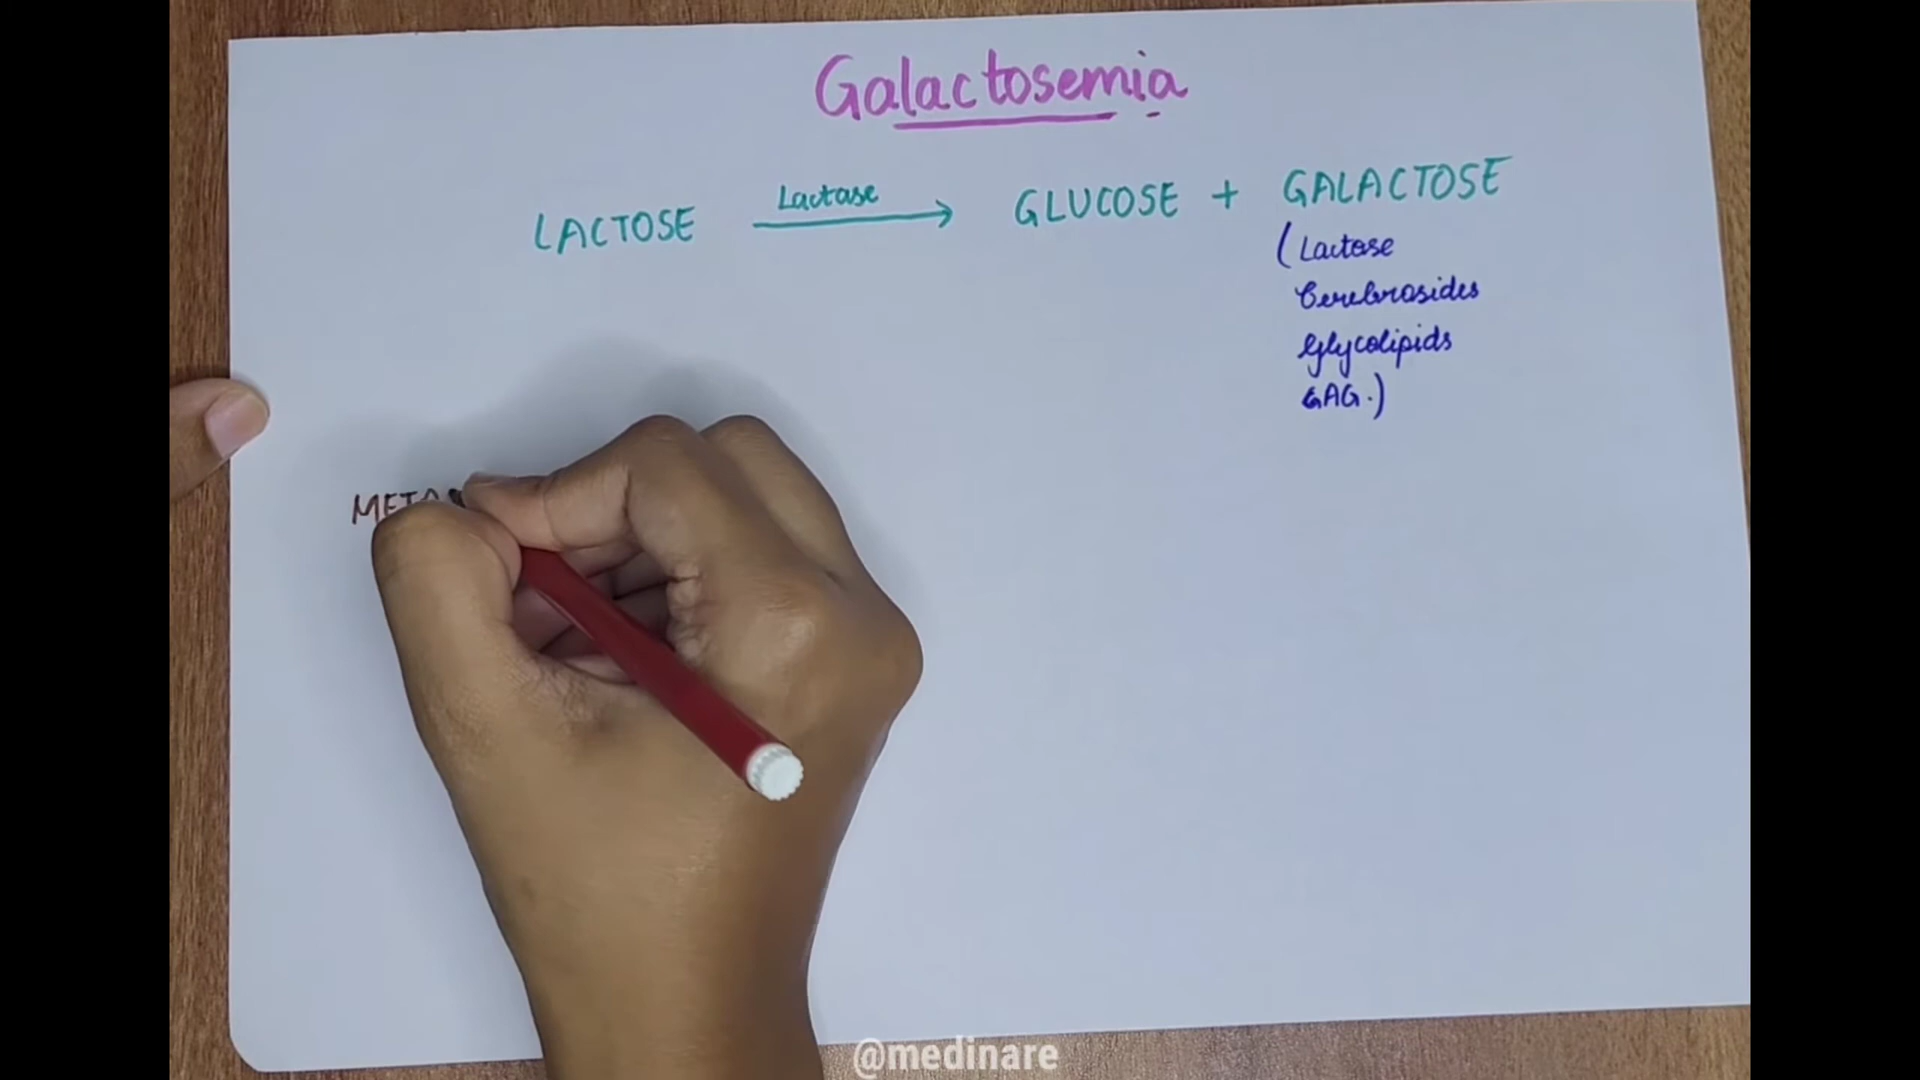 Galactosemia
Lactase
LACTOSE → GLUCOSE + GALACTOSE
(Lactose
Cerebrosides
Glycolipids
GAG.)
@medinare